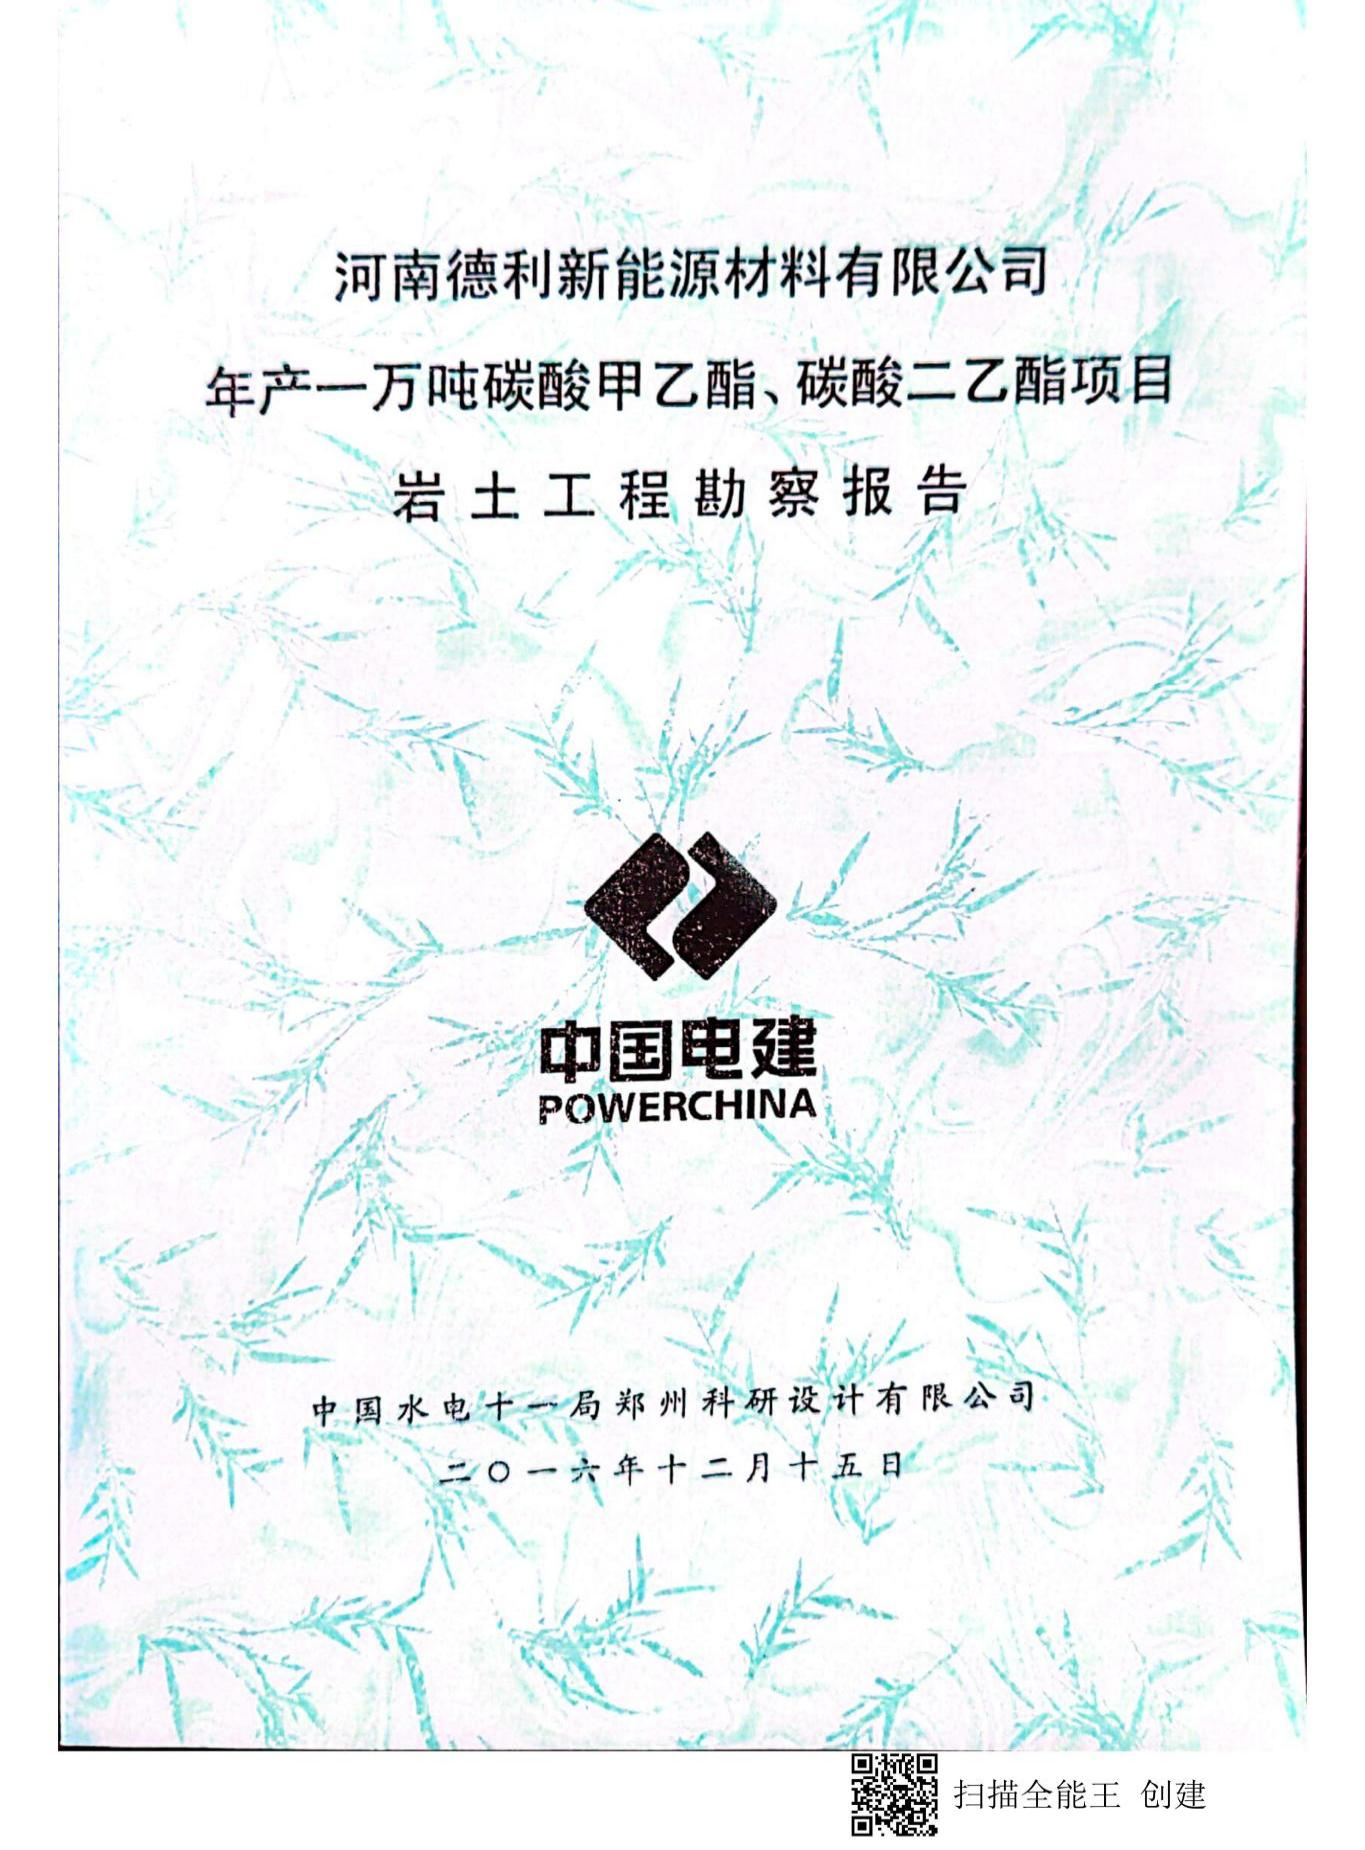 河南德利新能源材料有限公司
年产一万吨碳酸甲乙酯、碳酸二乙酯项目
岩土工程勘察报告
中国电建
POWERCHINA
中国水电十一局郑州科研设计有限公司
二〇一六年十二月十五日
扫描全能王 创建